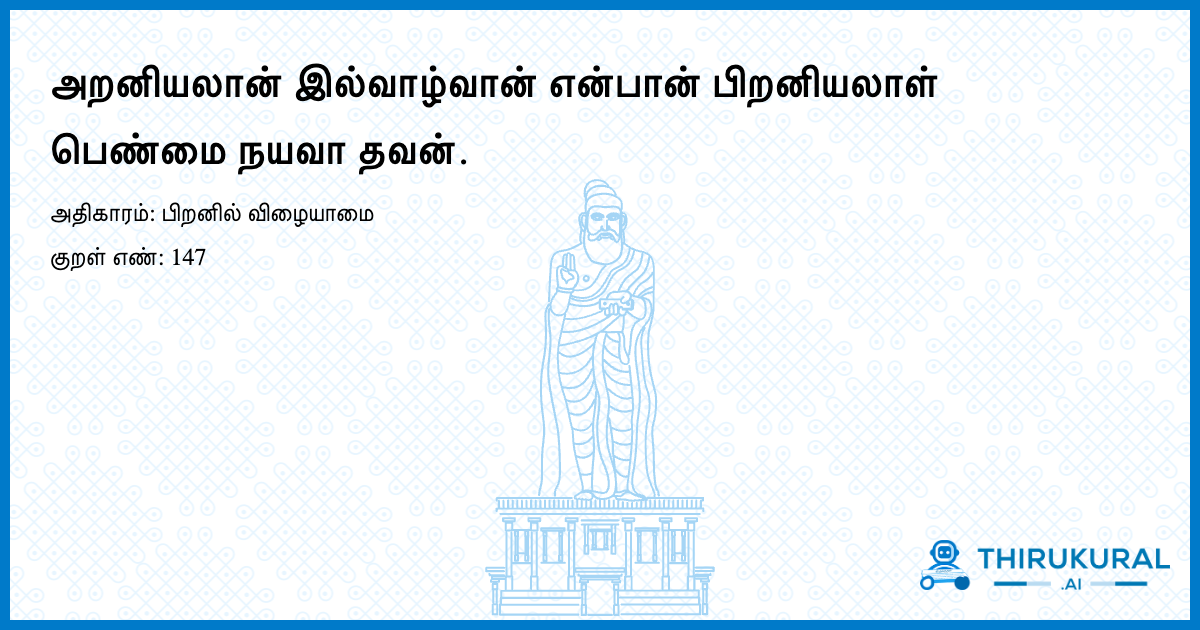 அறனியலான் இல்வாழ்வான் என்பான் பிறனியலாள்
பெண்மை நயவா தவன்.
அதிகாரம்: பிறனில் விழையாமை
குறள் எண்: 147
THIRUKURAL
.AI